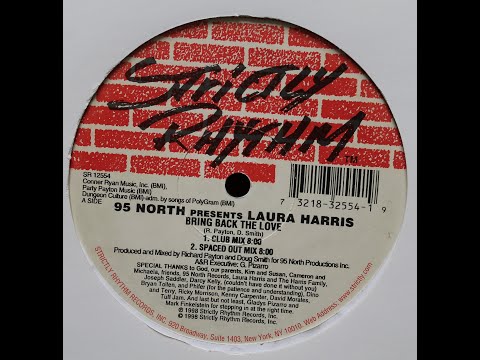 STRICTLY
RHYTHM
TM
SR 12554
Conner Ryan Music, Inc. (BMI),
Party Payton Music (BMI)
Dungeon Culture (BMI)-adm. by songs of PolyGram (BMI).
A SIDE
7 73218-32554-1 9
95 NORTH PRESENTS LAURA HARRIS
BRING BACK THE LOVE
(R. Payton, D. Smith)
1. CLUB MIX 8:00
2. SPACED OUT MIX 8:00
Produced and Mixed by Richard Payton and Doug Smith for 95 North Productions Inc.
A&R Executive: G. Pizarro
SPECIAL THANKS to God, our parents, Kim and Susan, Cameron and
Michaela, friends, 95 North Records, Laura Harris and The Harris Family,
Joseph Saddler, Darcy Kelly, (couldn't have done it without you)
Bryan Tollen, and Phifer (for the patience and understanding), Dino
and Terry, Ricky Morrison, Kenny Carpenter, David Morales,
Tuff Jam, And last but not least, Gladys Pizarro and
Mark Finkelstein for stepping in at the start.
℗ 1998 Strictly Rhythm Records, Inc.
© 1998 Strictly Rhythm Records, Inc.
STRICTLY RHYTHM RECORDS, INC. 920 Broadway, Suite 1403, New York, NY 10010. WARNING: